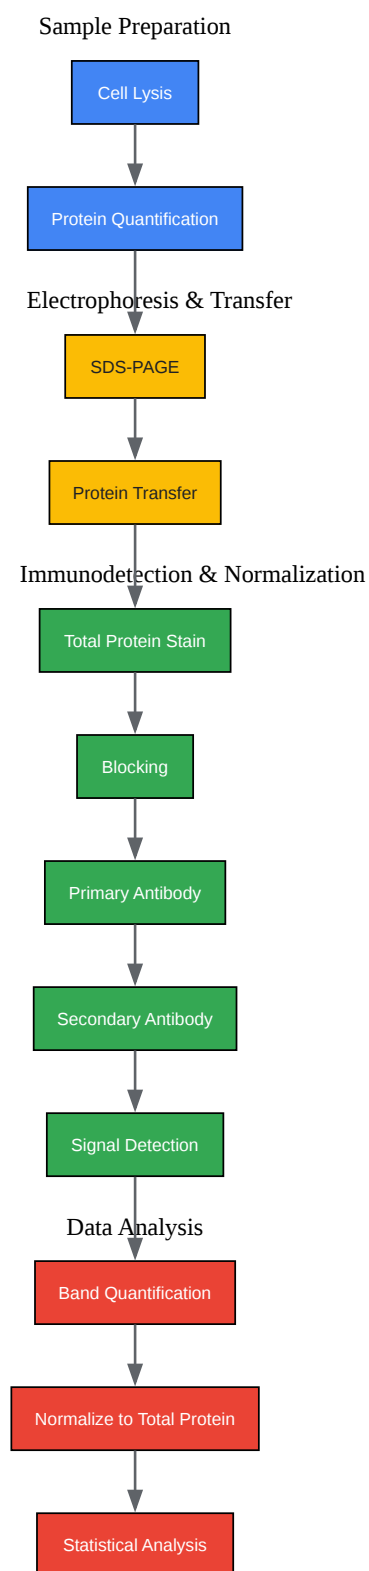 Sample Preparation
Cell Lysis
Protein Quantification
Electrophoresis & Transfer
SDS-PAGE
Protein Transfer
Immunodetection & Normalization
Total Protein Stain
Blocking
Primary Antibody
Secondary Antibody
Signal Detection
Data Analysis
Band Quantification
Normalize to Total Protein
Statistical Analysis